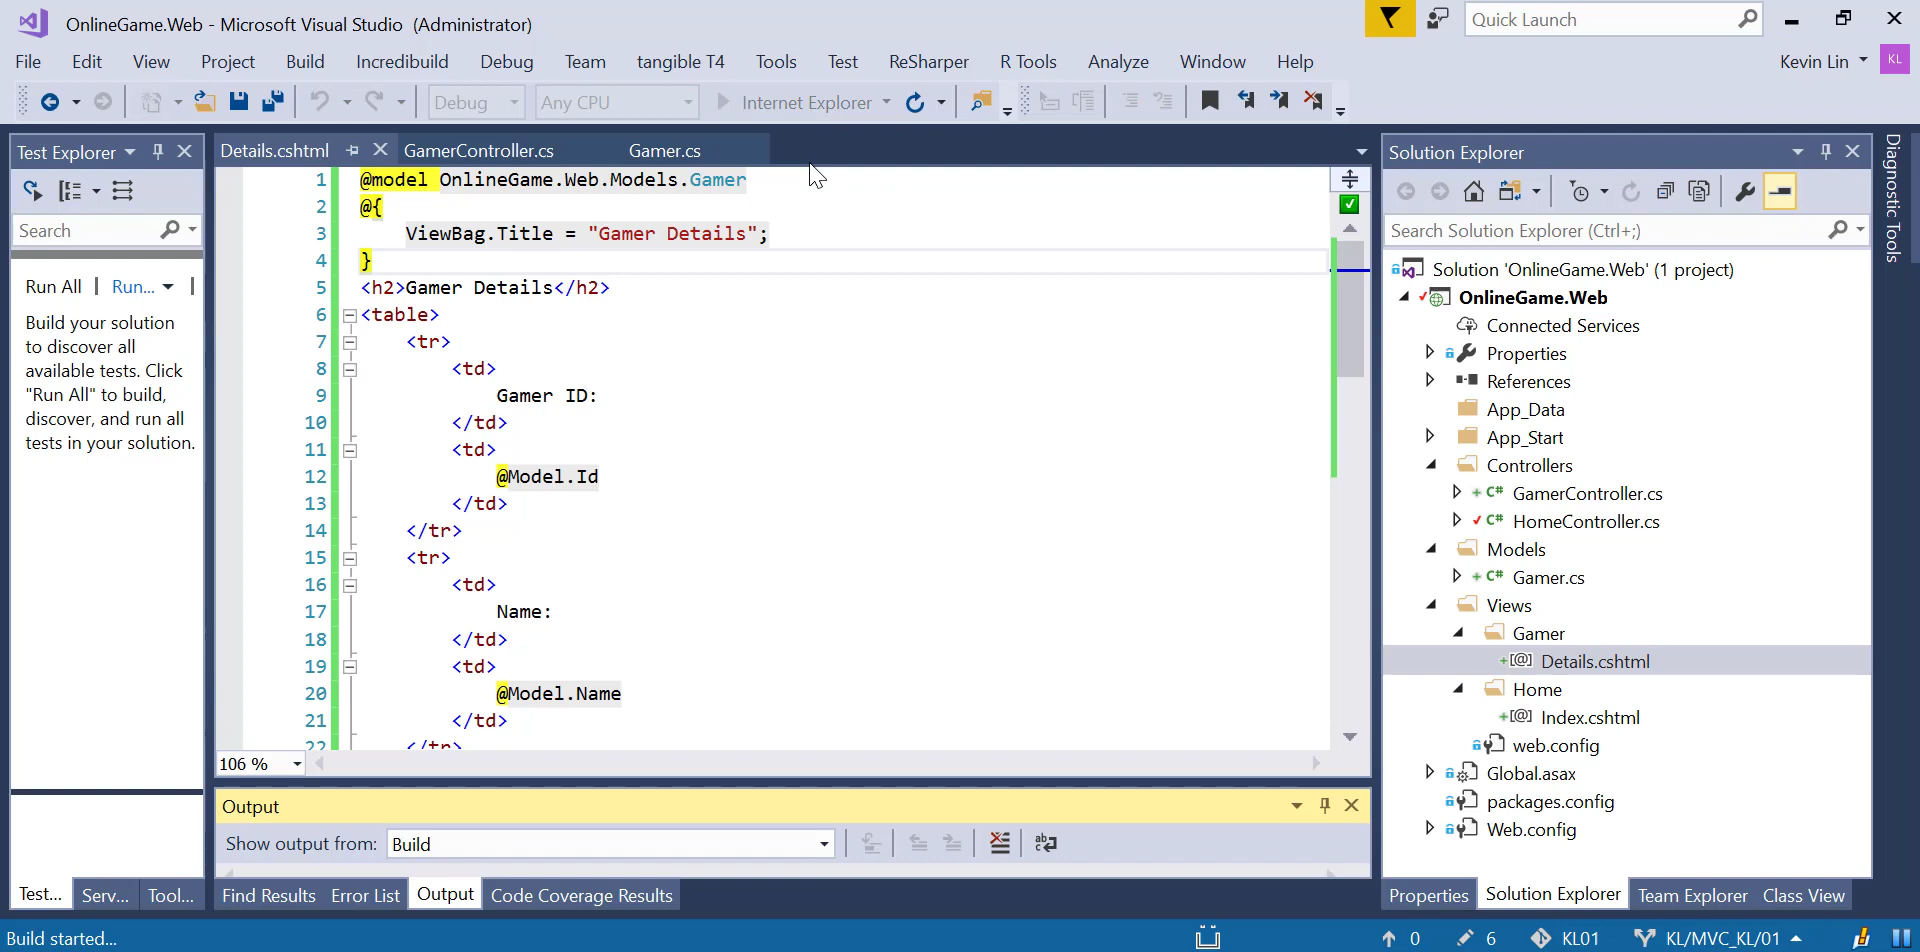 OnlineGame.Web - Microsoft Visual Studio (Administrator)
Quick Launch
File Edit View Project Build Incredibuild Debug Team tangible T4 Tools Test ReSharper R Tools Analyze Window Help
Kevin Lin KL
Debug Any CPU Internet Explorer
Test Explorer
Search
Run All | Run... |
Build your solution
to discover all
available tests. Click
"Run All" to build,
discover, and run all
tests in your solution.
Test... Serv... Tool...
Details.cshtml GamerController.cs Gamer.cs
1 @model OnlineGame.Web.Models.Gamer
2 @{
3 ViewBag.Title = "Gamer Details";
4 }
5 <h2>Gamer Details</h2>
6 <table>
7 <tr>
8 <td>
9 Gamer ID:
10 </td>
11 <td>
12 @Model.Id
13 </td>
14 </tr>
15 <tr>
16 <td>
17 Name:
18 </td>
19 <td>
20 @Model.Name
21 </td>
22 </tr>
106 %
Output
Show output from: Build
Find Results Error List Output Code Coverage Results
Solution Explorer
Search Solution Explorer (Ctrl+;)
Solution 'OnlineGame.Web' (1 project)
OnlineGame.Web
Connected Services
Properties
References
App_Data
App_Start
Controllers
C# GamerController.cs
C# HomeController.cs
Models
C# Gamer.cs
Views
Gamer
[@] Details.cshtml
Home
[@] Index.cshtml
web.config
Global.asax
packages.config
Web.config
Properties Solution Explorer Team Explorer Class View
Diagnostic Tools
Build started...
0 6 KL01 KL/MVC_KL/01